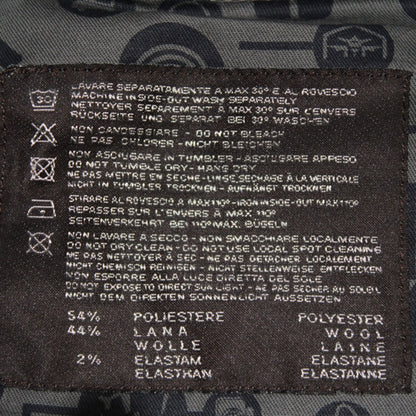 30
LAVARE SEPARATAMENTE A MAX 30° E AL ROVESCIO
MACHINE INSIDE-OUT WASH SEPARATELY
NETTOYER SEPAREMENT A MAX 30° SUR L'ENVERS
RÜCKSEITE UND SEPARAT BIS 30° WASCHEN
NON CANDEGGIARE - DO NOT BLEACH
NE PAS CHLORER - NICHT BLEICHEN
NON ASCIUGARE IN TUMBLER - ASCIUGARE APPESO
DO NOT TUMBLE DRY - HANG DRY
NE PAS METTRE EN SECHE-LINGE SECHAGE A LA VERTICALE
NICHT IN TUMBLER TROCKNEN - AUFHÄNGT TROCKNEN
STIRARE AL ROVESCIO A MAX 110° - IRON INSIDE-OUT MAX 110°
REPASSER SUR L'ENVERS A MAX 110°
SEITENVERKEHRT BEI 110° MAX. BÜGELN
NON LAVARE A SECCO - NON SMACCHIARE LOCALMENTE
DO NOT DRYCLEAN - DO NOT USE LOCAL SPOT CLEANING
NE PAS NETTOYER A SEC - NE PAS DETACHER LOCALEMENT
NICHT CHEMISCH REINIGEN - NICHT STELLENWEISE ENTFLECKEN
NON ESPORRE ALLA LUCE DIRETTA DEL SOLE
DO NOT EXPOSE TO DIRECT SUN LIGHT - NE PAS SECHER AU SOLEIL
NICHT DEM DIREKTEN SONNENLICHT AUSSETZEN
54% POLIESTERE POLYESTER
44% LANA WOOL
WOLLE LAINE
2% ELASTAM ELASTANE
ELASTHAN ELASTHANNE